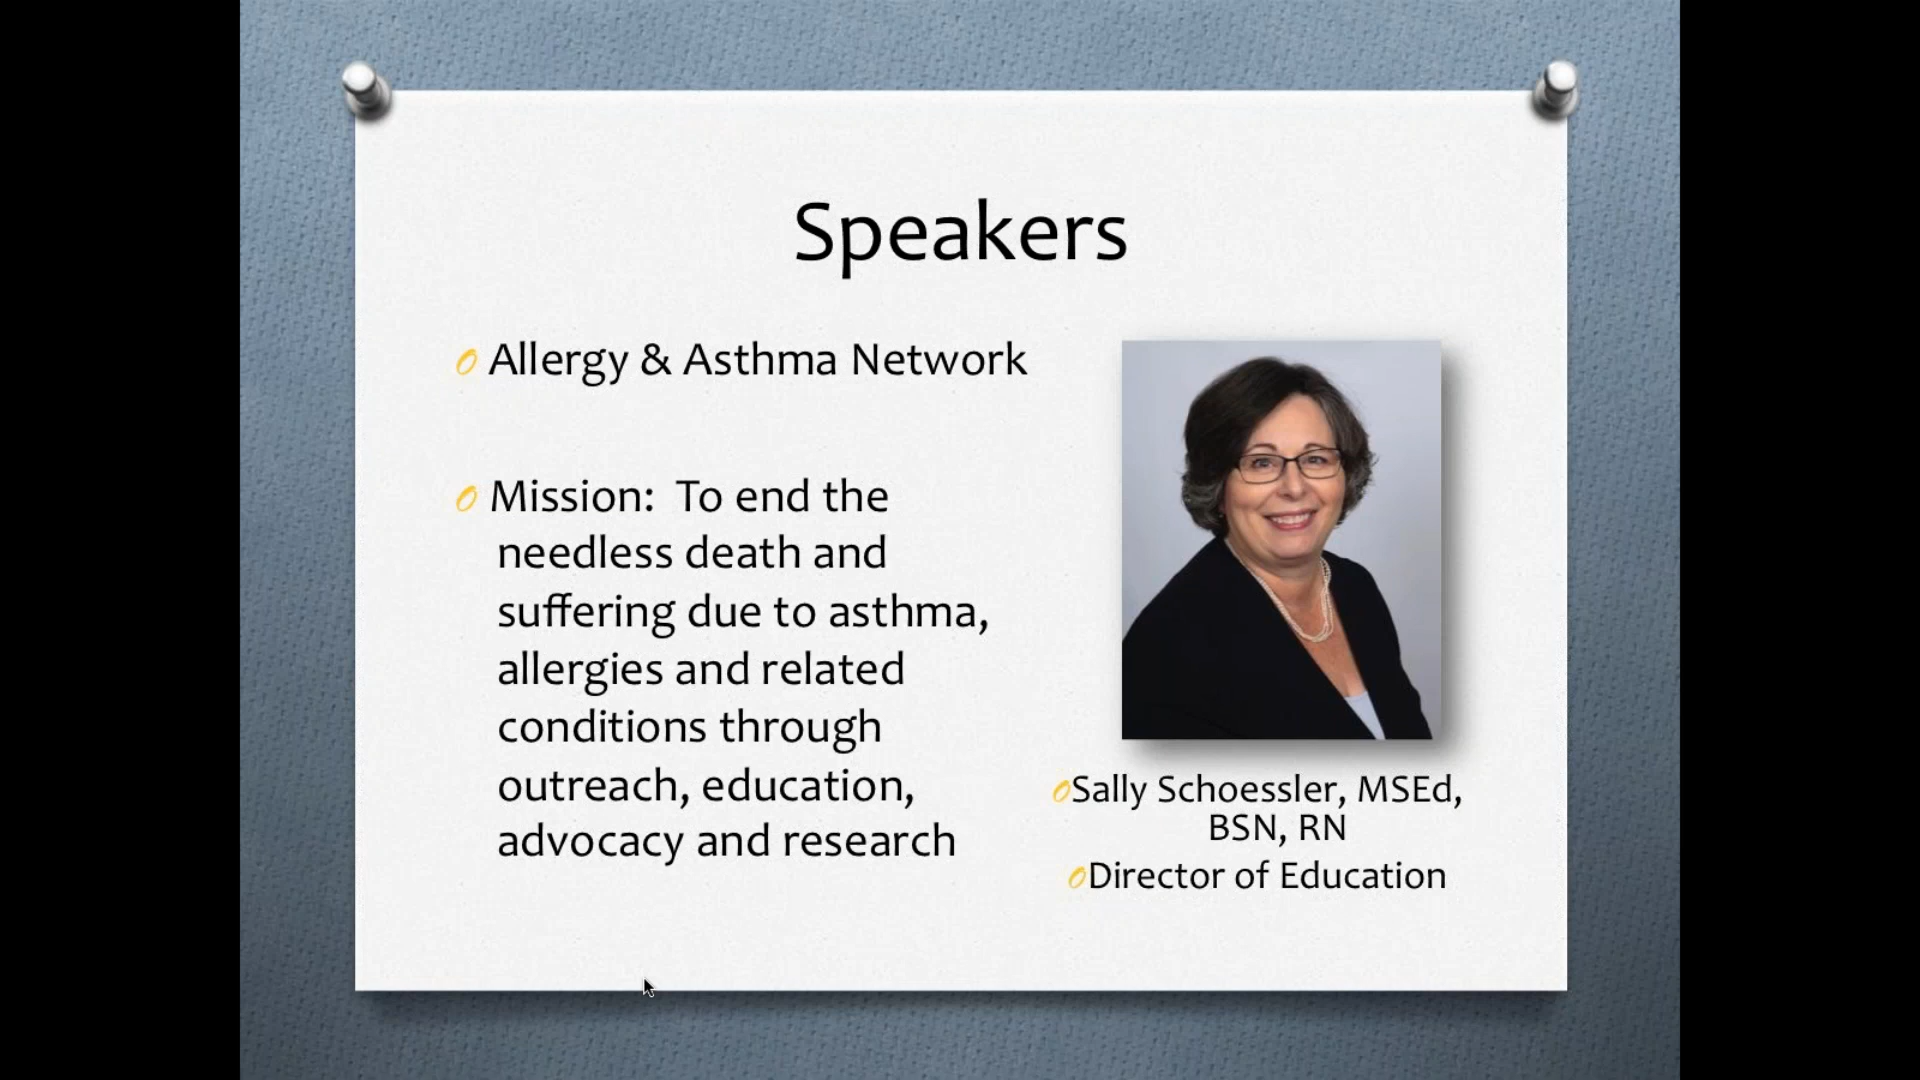 Speakers
Allergy & Asthma Network
Mission:  To end the
needless death and
suffering due to asthma,
allergies and related
conditions through
outreach, education,
advocacy and research
Sally Schoessler, MSEd,
BSN, RN
Director of Education